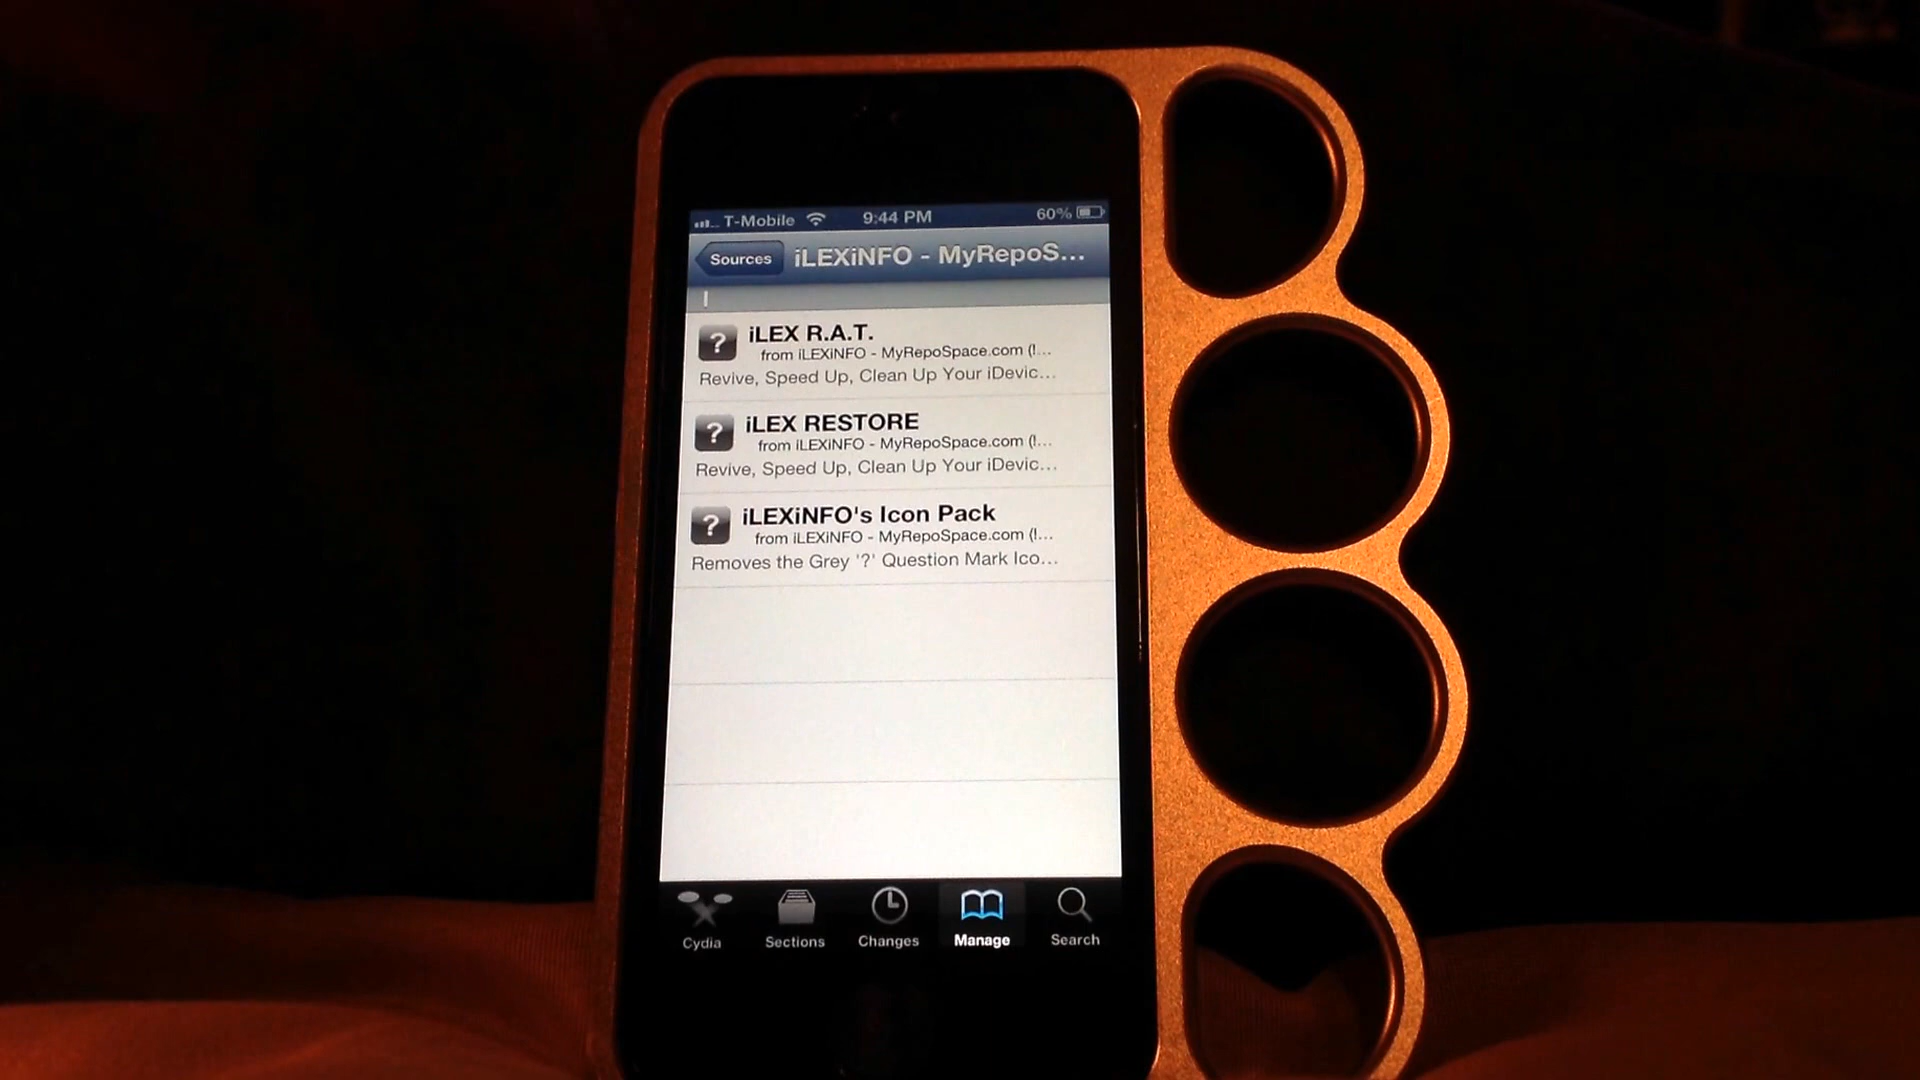 T-Mobile 9:44 PM 60%
Sources iLEXiNFO - MyRepoS...
I
? iLEX R.A.T.
from iLEXiNFO - MyRepoSpace.com (I...
Revive, Speed Up, Clean Up Your iDevic...
? iLEX RESTORE
from iLEXiNFO - MyRepoSpace.com (I...
Revive, Speed Up, Clean Up Your iDevic...
? iLEXiNFO's Icon Pack
from iLEXiNFO - MyRepoSpace.com (I...
Removes the Grey '?' Question Mark Ico...
Cydia Sections Changes Manage Search